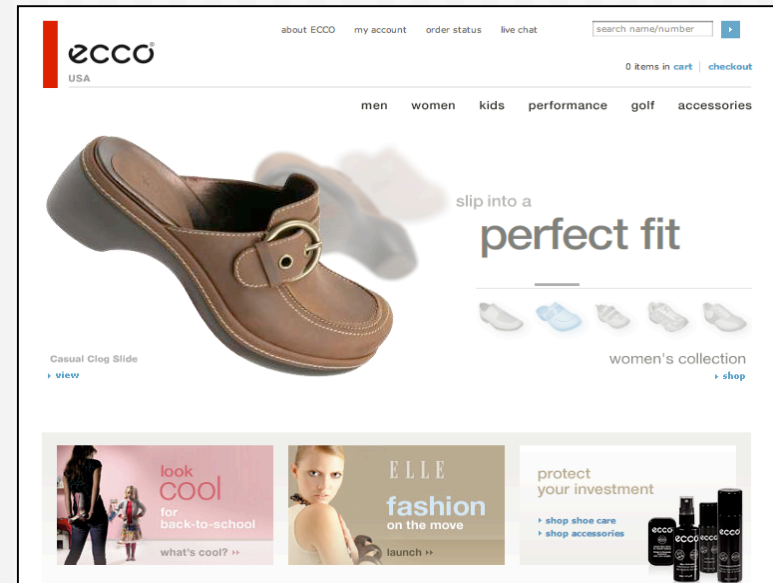 about ECCO my account order status live chat search name/number
ecco®
USA
0 items in cart | checkout
men women kids performance golf accessories
slip into a
perfect fit
Casual Clog Slide
view
women's collection
shop
look
cool
for
back-to-school
what's cool?
ELLE
fashion
on the move
launch
protect
your investment
shop shoe care
shop accessories
ecco
ecco
ecco
ecco